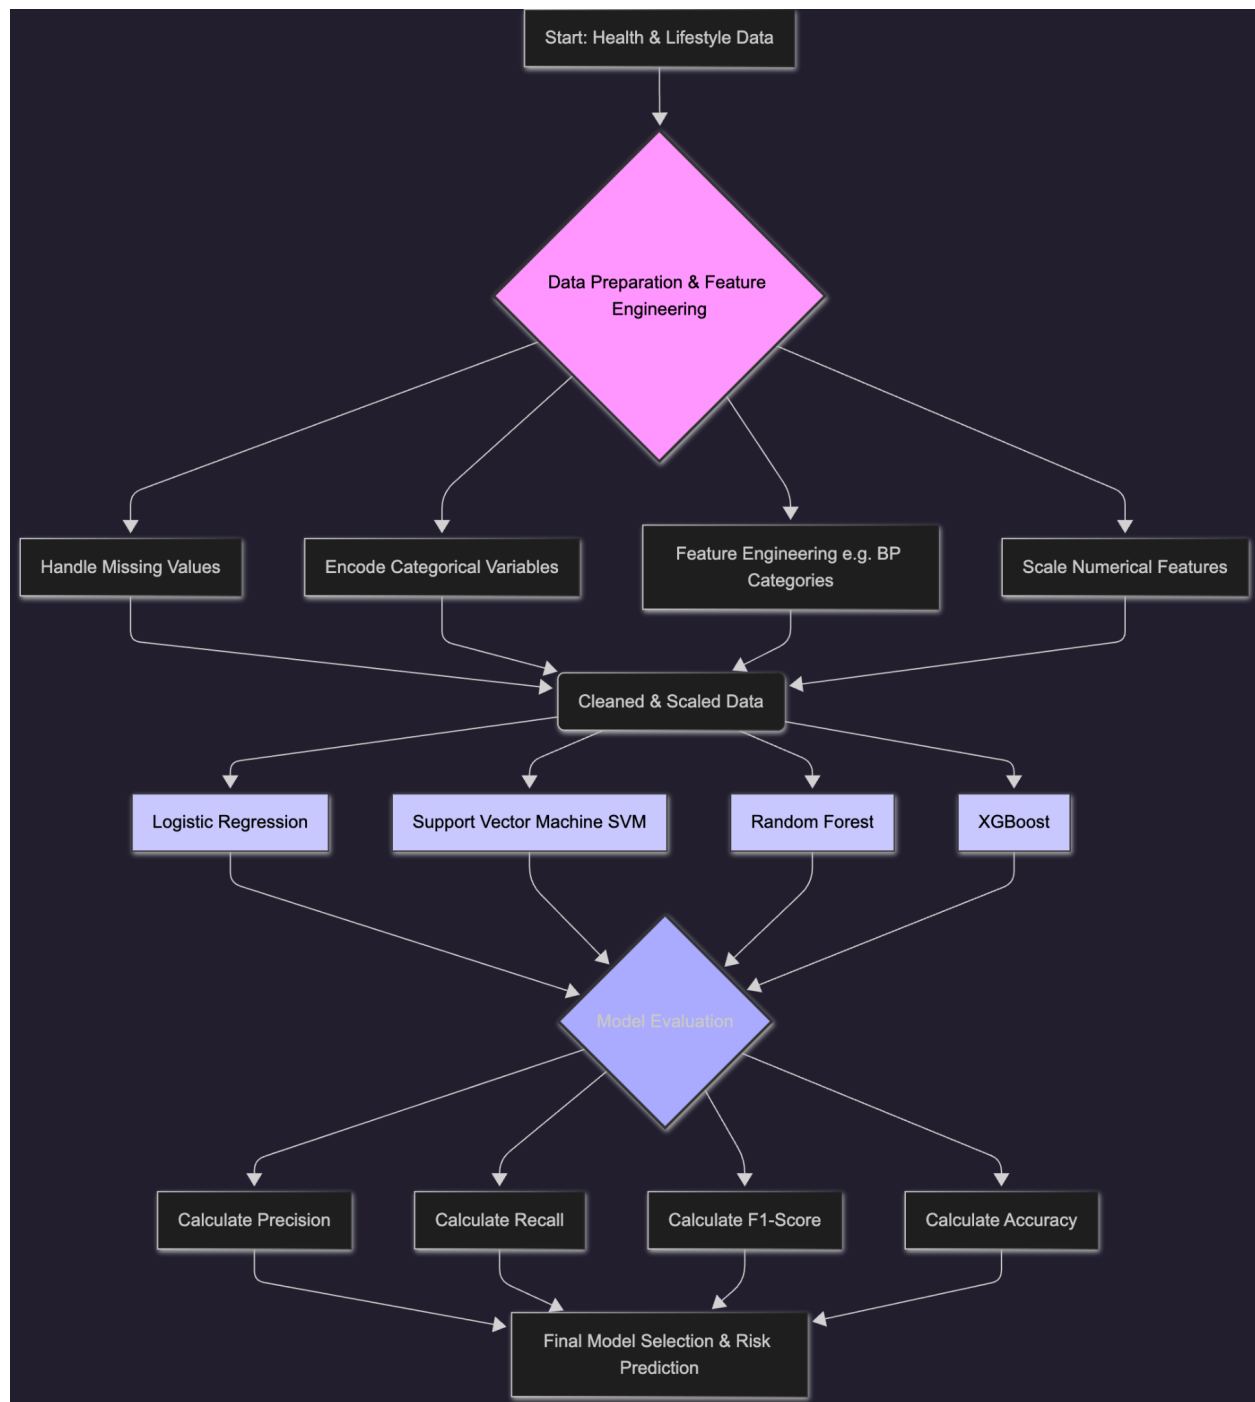 Start: Health & Lifestyle Data
Data Preparation & Feature
Engineering
Handle Missing Values
Encode Categorical Variables
Feature Engineering e.g. BP
Categories
Scale Numerical Features
Cleaned & Scaled Data
Logistic Regression
Support Vector Machine SVM
Random Forest
XGBoost
Model Evaluation
Calculate Precision
Calculate Recall
Calculate F1-Score
Calculate Accuracy
Final Model Selection & Risk
Prediction